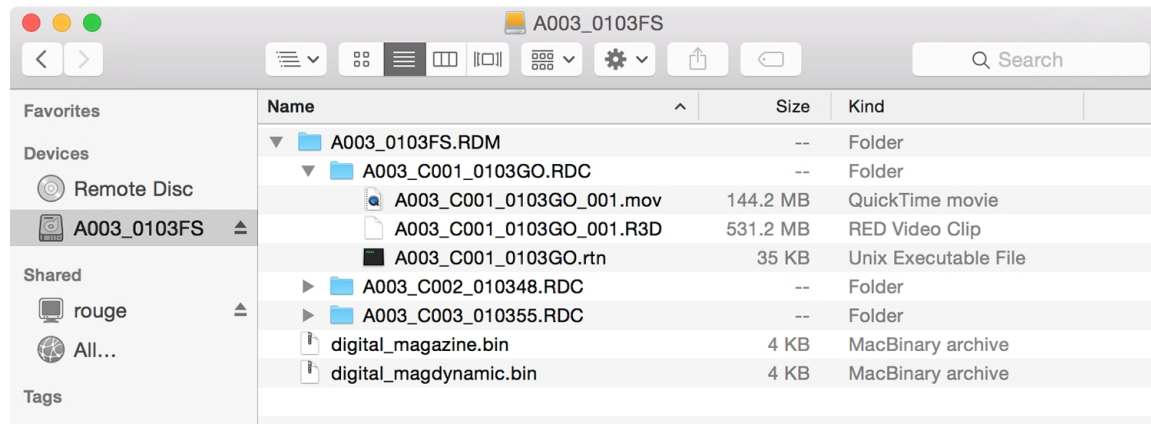 A003_0103FS
Search
Favorites
Devices
Remote Disc
A003_0103FS
Shared
rouge
All...
Tags
Name Size Kind
A003_0103FS.RDM -- Folder
A003_C001_0103GO.RDC -- Folder
A003_C001_0103GO_001.mov 144.2 MB QuickTime movie
A003_C001_0103GO_001.R3D 531.2 MB RED Video Clip
A003_C001_0103GO.rtn 35 KB Unix Executable File
A003_C002_010348.RDC -- Folder
A003_C003_010355.RDC -- Folder
digital_magazine.bin 4 KB MacBinary archive
digital_magdynamic.bin 4 KB MacBinary archive